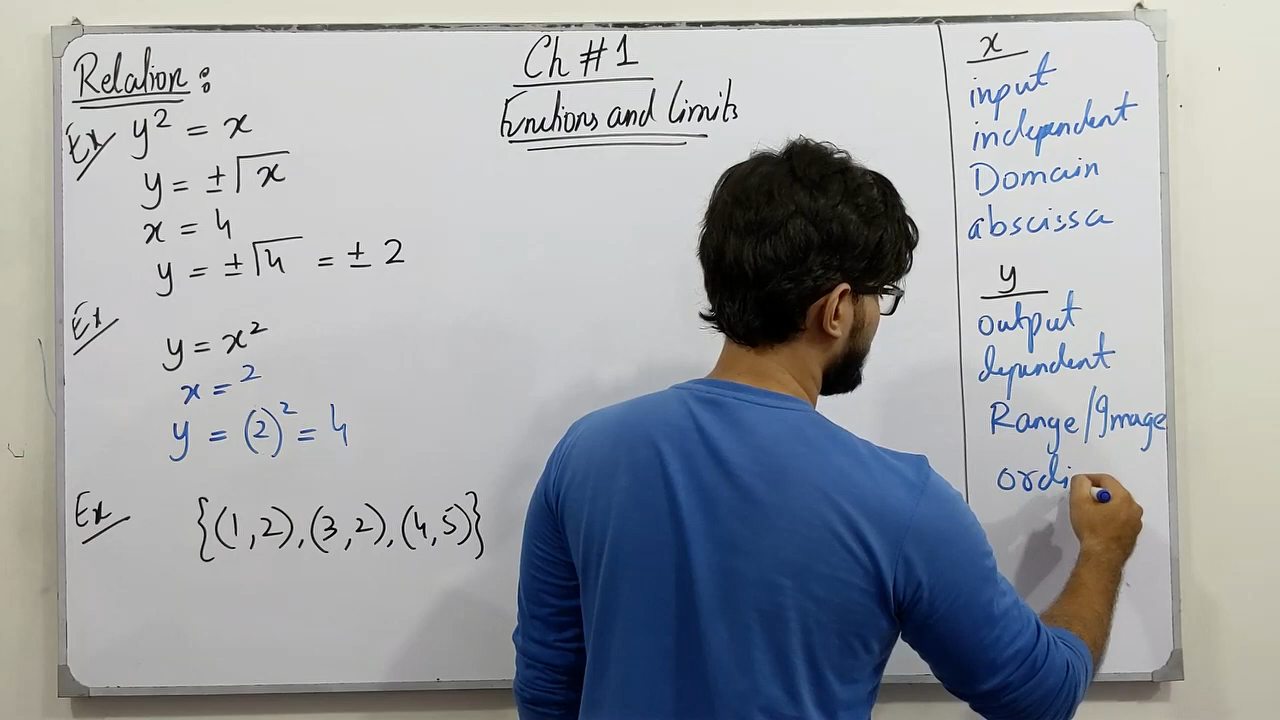 Ch # 1
Functions and Limits
Relation :
Ex y² = x
y = ±√x
x = 4
y = ±√4 = ± 2
Ex
y = x²
x = 2
y = (2)² = 4
Ex {(1,2),(3,2),(4,5)}
x
input
independent
Domain
abscissa
y
output
dependent
Range/Image
ordi